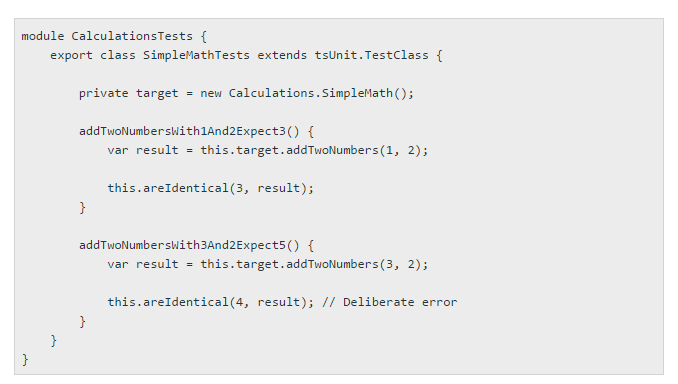 module CalculationsTests {
    export class SimpleMathTests extends tsUnit.TestClass {

        private target = new Calculations.SimpleMath();

        addTwoNumbersWith1And2Expect3() {
            var result = this.target.addTwoNumbers(1, 2);

            this.areIdentical(3, result);
        }

        addTwoNumbersWith3And2Expect5() {
            var result = this.target.addTwoNumbers(3, 2);

            this.areIdentical(4, result); // Deliberate error
        }
    }
}